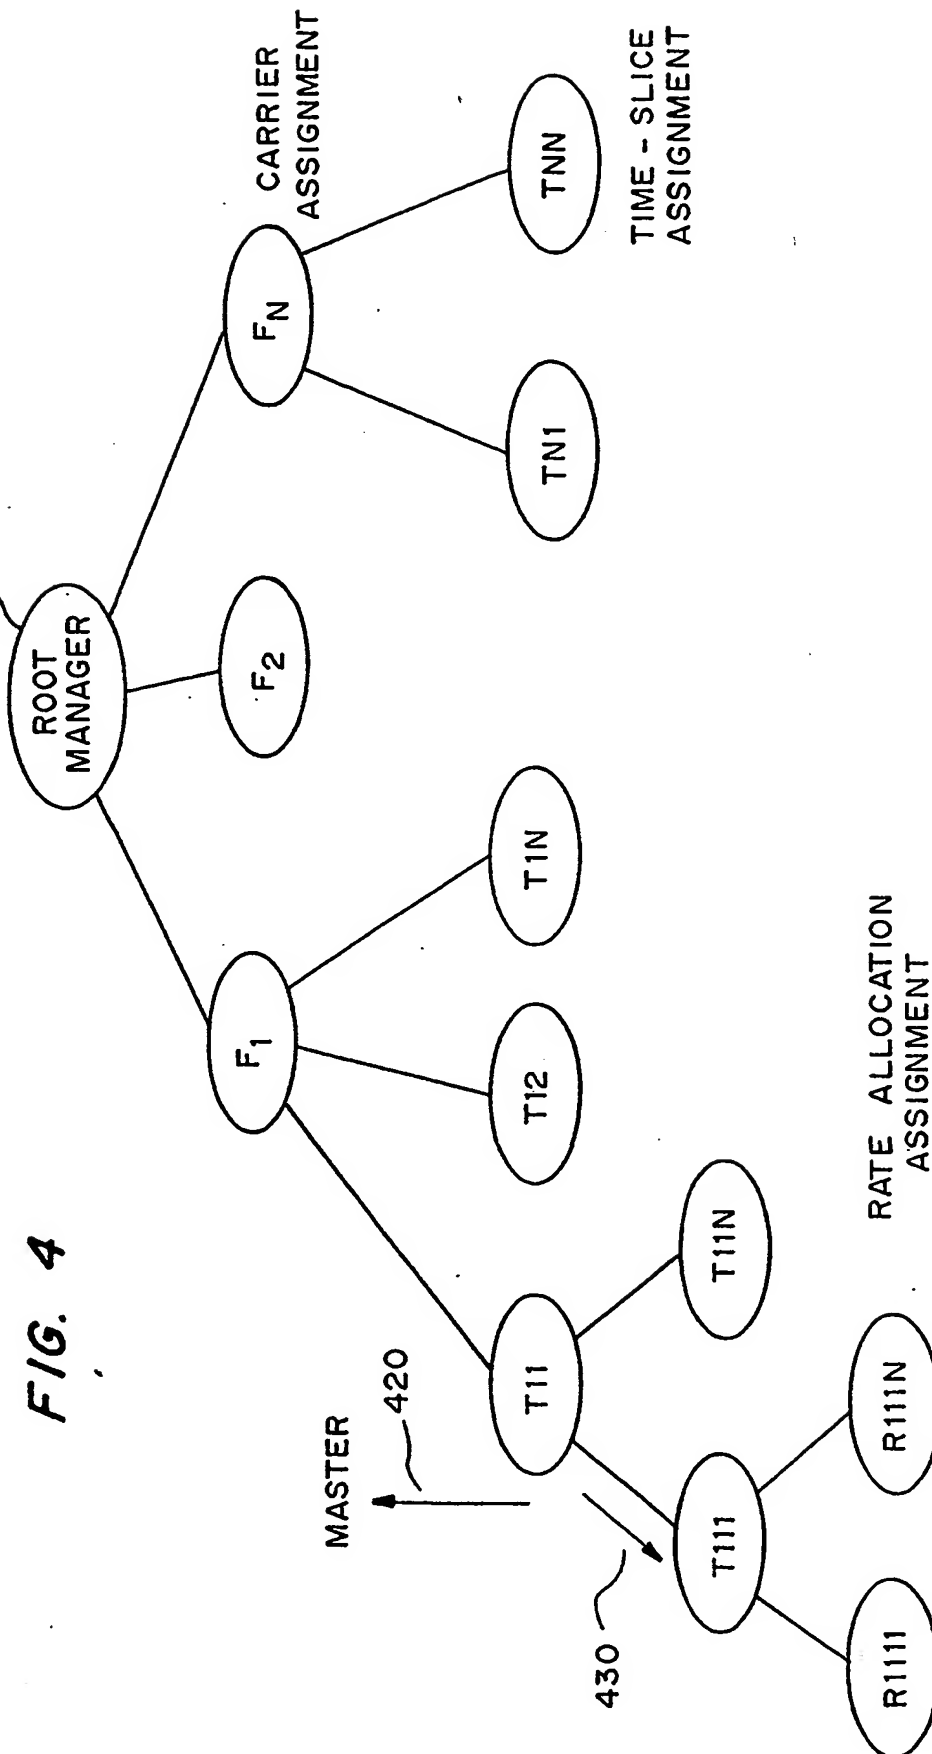 FIG. 4
ROOT
MANAGER
F1
F2
FN
CARRIER
ASSIGNMENT
MASTER
420
T11
T12
T1N
TN1
TNN
TIME - SLICE
ASSIGNMENT
430
T111
T11N
R1111
R111N
RATE ALLOCATION
ASSIGNMENT